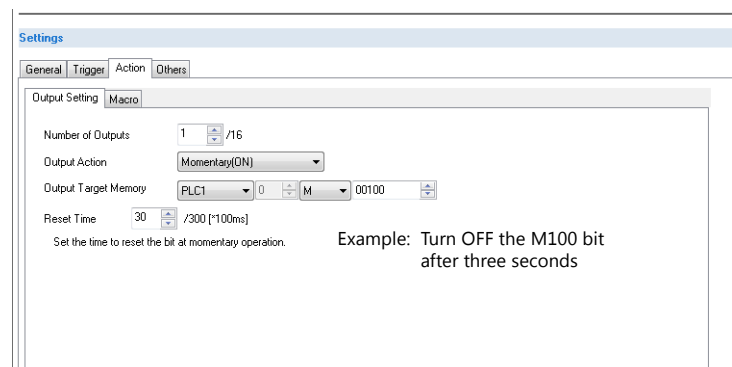 Settings
General Trigger Action Others
Output Setting Macro
Number of Outputs 1 /16
Output Action Momentary(ON)
Output Target Memory PLC1 0 M 00100
Reset Time 30 /300 [*100ms]
Set the time to reset the bit at momentary operation.
Example: Turn OFF the M100 bit
after three seconds